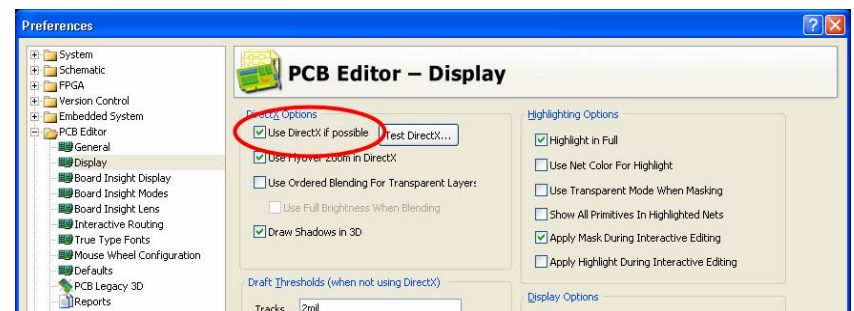 Preferences
System
Schematic
FPGA
Version Control
Embedded System
PCB Editor
General
Display
Board Insight Display
Board Insight Modes
Board Insight Lens
Interactive Routing
True Type Fonts
Mouse Wheel Configuration
Defaults
PCB Legacy 3D
Reports
PCB Editor – Display
DirectX Options
Use DirectX if possible
Test DirectX...
Use Flyover Zoom in DirectX
Use Ordered Blending For Transparent Layers
Use Full Brightness When Blending
Draw Shadows in 3D
Draft Thresholds (when not using DirectX)
Tracks 2mil
Highlighting Options
Highlight in Full
Use Net Color For Highlight
Use Transparent Mode When Masking
Show All Primitives In Highlighted Nets
Apply Mask During Interactive Editing
Apply Highlight During Interactive Editing
Display Options